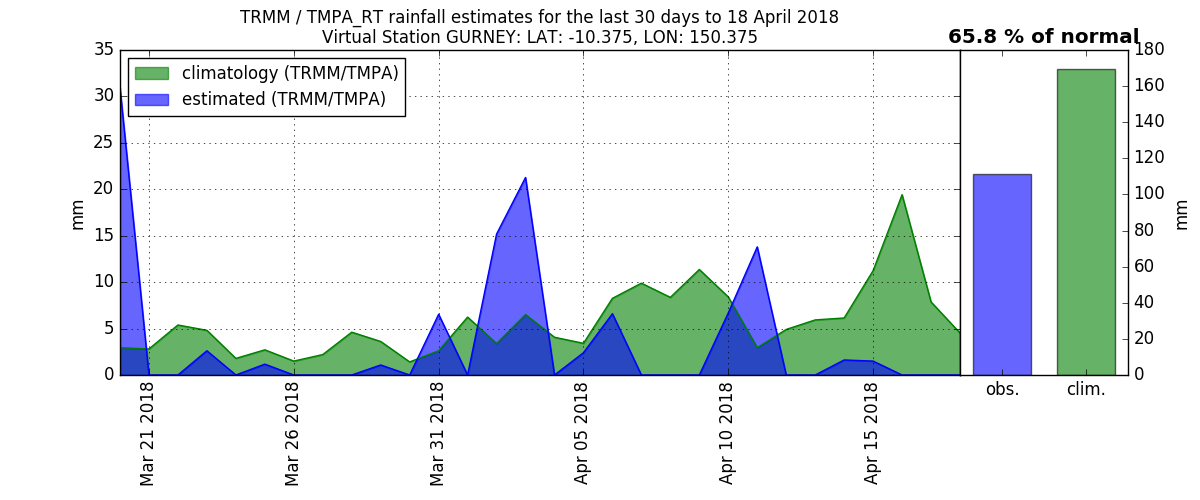 TRMM / TMPA_RT rainfall estimates for the last 30 days to 18 April 2018
Virtual Station GURNEY: LAT: -10.375, LON: 150.375
65.8 % of normal
climatology (TRMM/TMPA)
estimated (TRMM/TMPA)
35
30
25
20
15
10
5
0
mm
Mar 21 2018
Mar 26 2018
Mar 31 2018
Apr 05 2018
Apr 10 2018
Apr 15 2018
obs.
clim.
180
160
140
120
100
80
60
40
20
0
mm